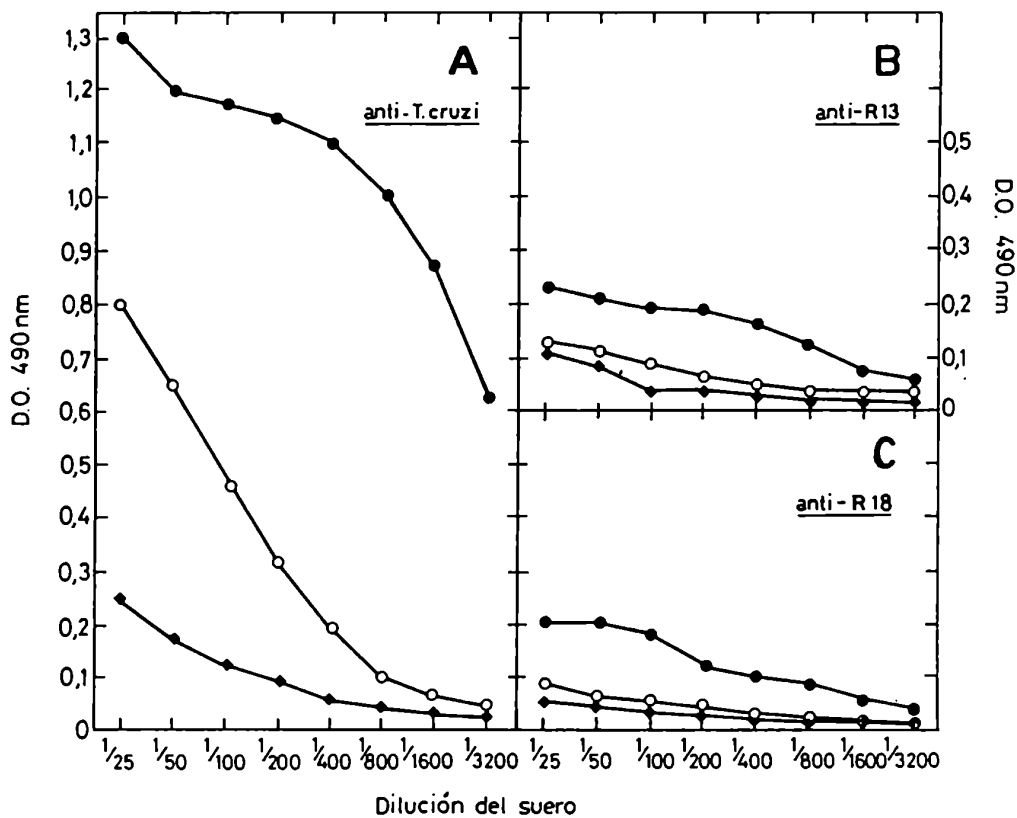 A
anti-T.cruzi
1,3
1,2
1,1
1,0
0,9
0,8
0,7
0,6
0,5
0,4
0,3
0,2
0,1
0
D.O. 490nm
1/25 1/50 1/100 1/200 1/400 1/800 1/1600 1/3200
B
anti-R13
0,5
0,4
0,3
0,2
0,1
0
D.O. 490nm
C
anti-R18
1/25 1/50 1/100 1/200 1/400 1/800 1/1600 1/3200
Dilución del suero